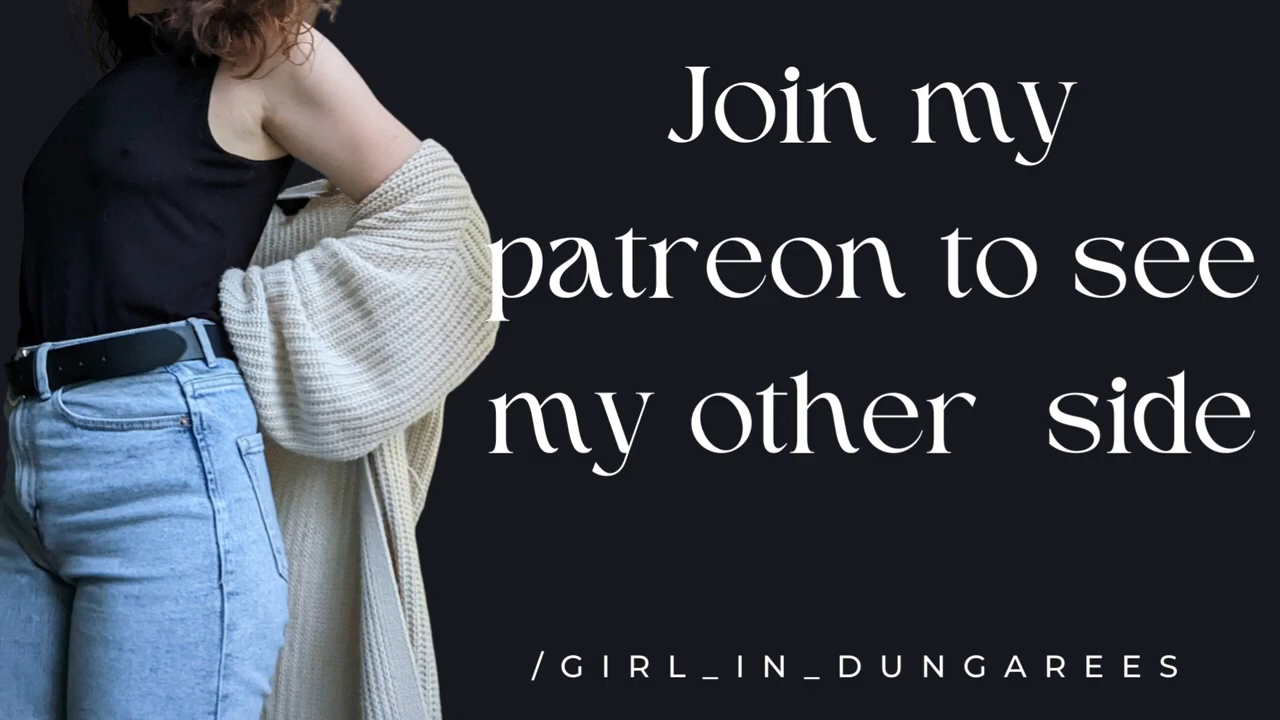 Join my
patreon to see
my other side
/GIRL_IN_DUNGAREES